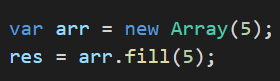 var arr = new Array(5);
res = arr.fill(5);